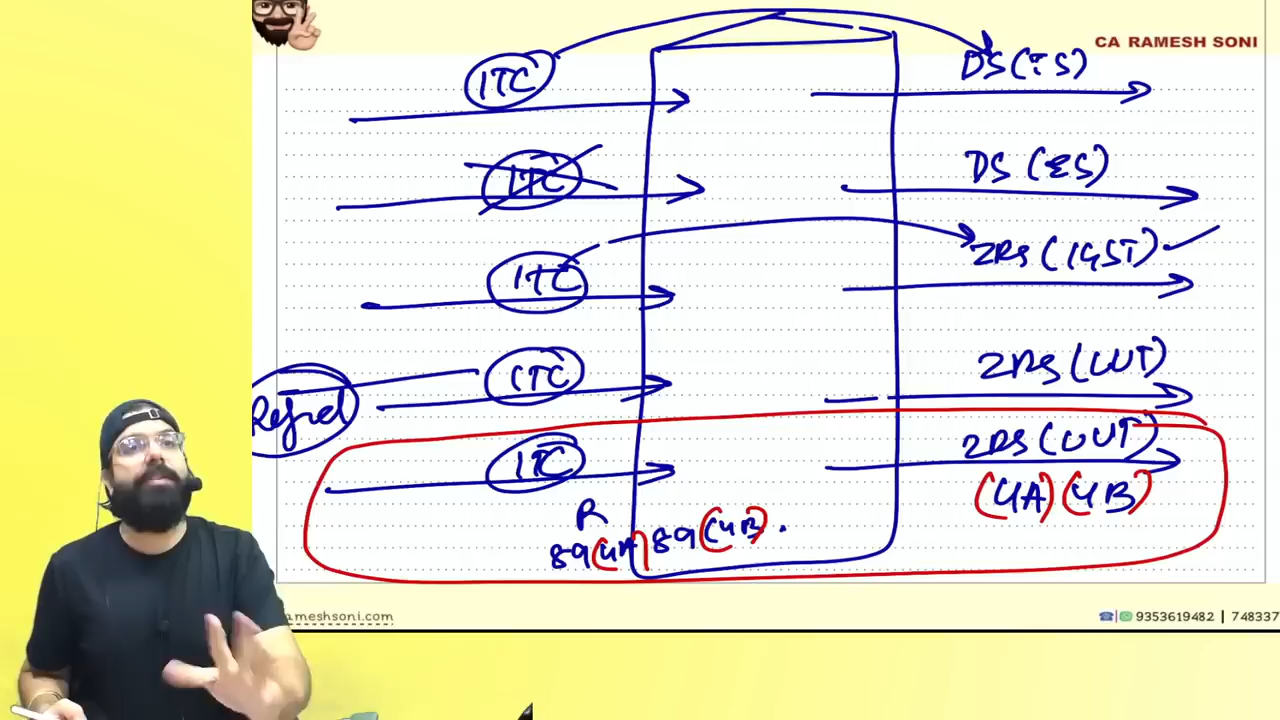 CA RAMESH SONI
ITC
DS (TS)
ITC
DS (ES)
ITC
ZRS (IGST)
ITC
ZRS (LUT)
Refund
ITC
ZRS (LUT)
(4A) (4B)
R
89 (4A) 89 (4B).
ameshsoni.com
9353619482 | 748337